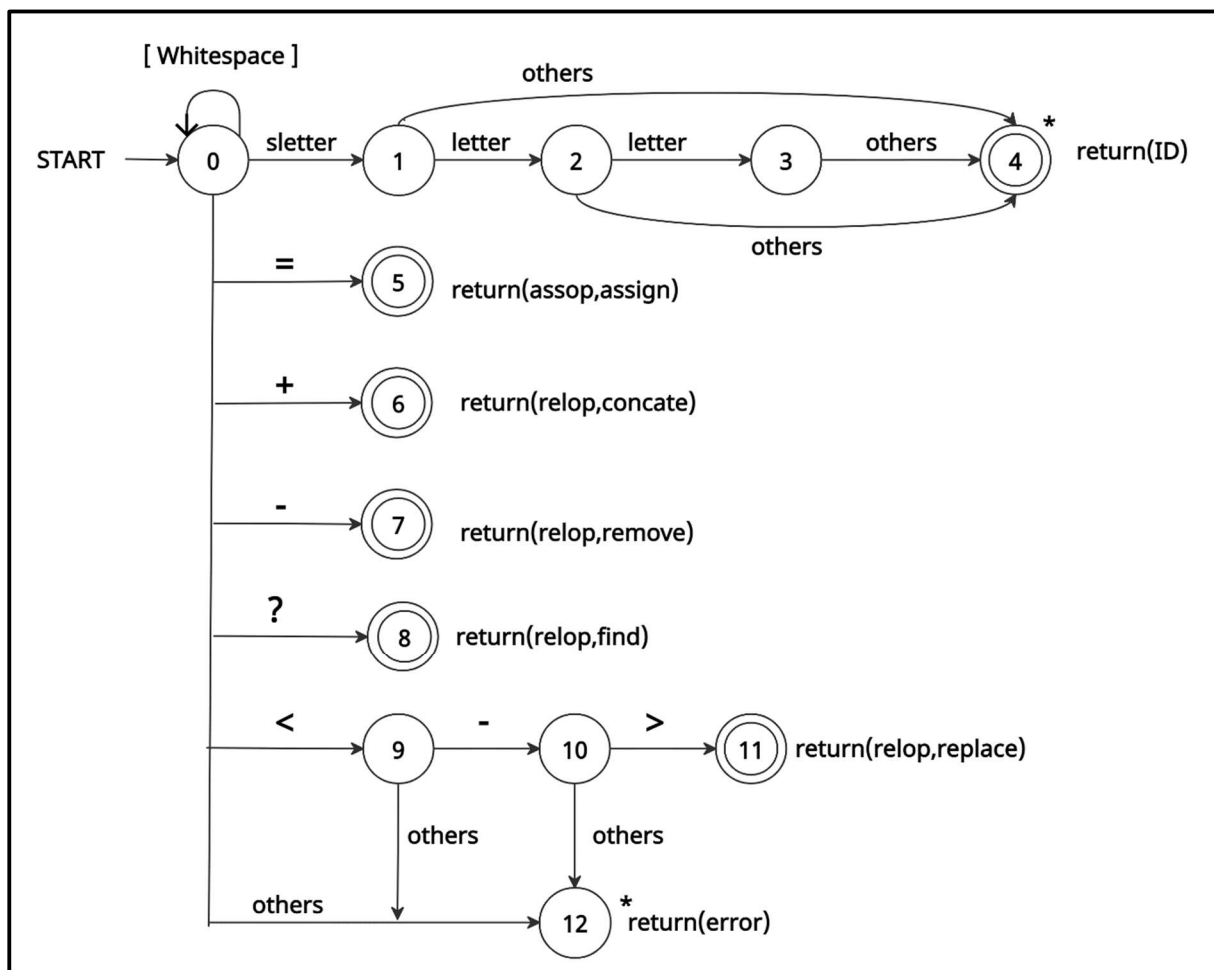 [ Whitespace ]
others
START 0 sletter 1 letter 2 letter 3 others 4 * return(ID)
others
= 5 return(assop,assign)
+ 6 return(relop,concate)
- 7 return(relop,remove)
? 8 return(relop,find)
< 9 - 10 > 11 return(relop,replace)
others others
others 12 * return(error)